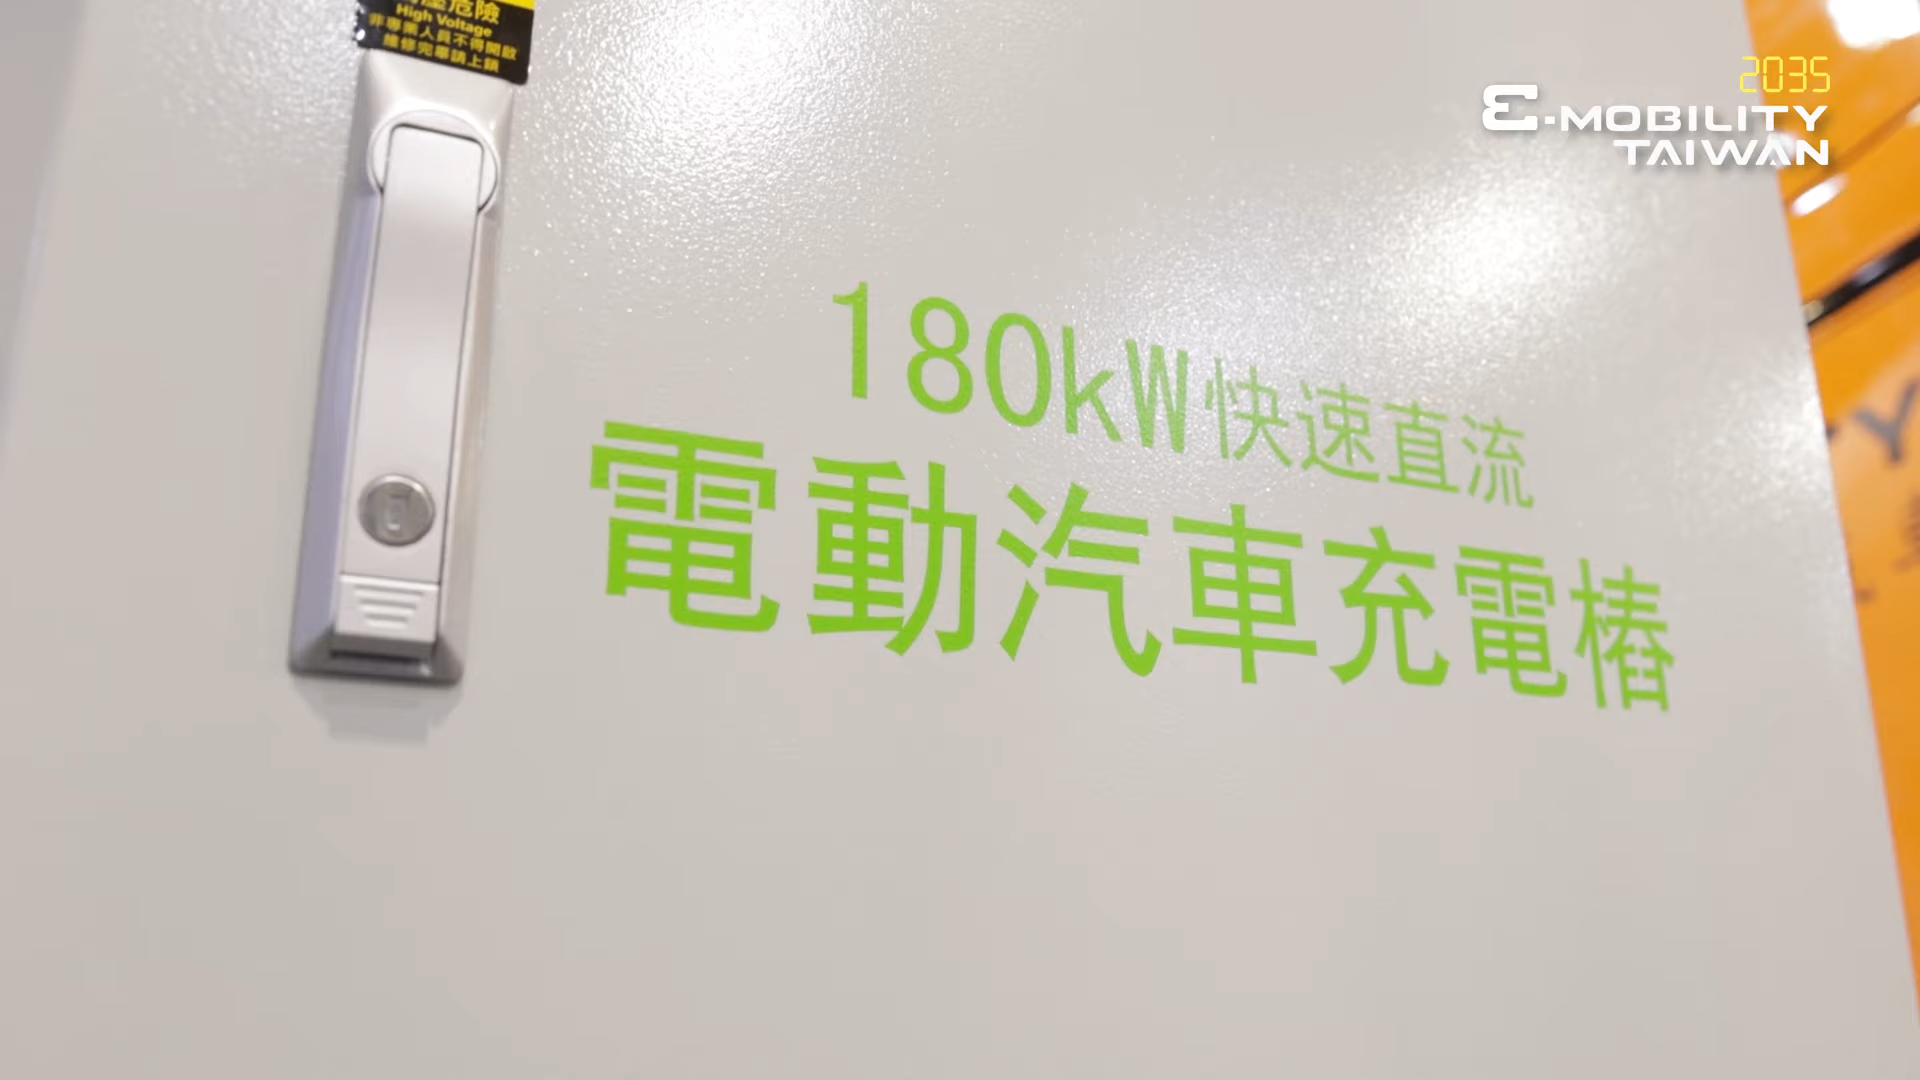 高壓危險
High Voltage
非專業人員不得開啟
維修完畢請上鎖
2035
E-MOBILITY
TAIWAN
180kW快速直流
電動汽車充電樁